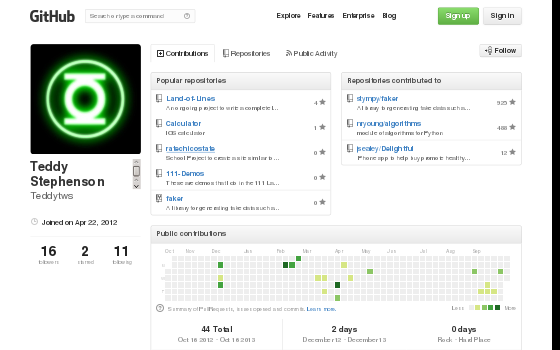 GitHub
Search or type a command
Explore Features Enterprise Blog
Sign up
Sign in
Contributions
Repositories
Public Activity
Follow
Teddy
Stephenson
Teddytws
Joined on Apr 22, 2012
16
followers
2
starred
11
following
Popular repositories
Land-of-Lines
4
An ongoing project to write a complete l...
Calculator
1
iOS calculator
ratachicostate
0
School Project to create a site similar to ...
111-Demos
0
These are demos that I do in the 111 La...
faker
0
A library for generating fake data such as...
Repositories contributed to
stympy/faker
925
A library for generating fake data such as...
nryoung/algorithms
module of algorithms for Python
jsealey/Delightful
12
iPhone app to help buy promote healthy...
Public contributions
Oct Nov Dec Jan Feb Mar Apr May Jun Jul Aug Sep
Summary of Pull Requests, issues opened and commits. Learn more.
Less
More
44 Total
Oct 16 2012 - Oct 16 2013
2 days
December 12 - December 13
0 days
Rock - Hard Place